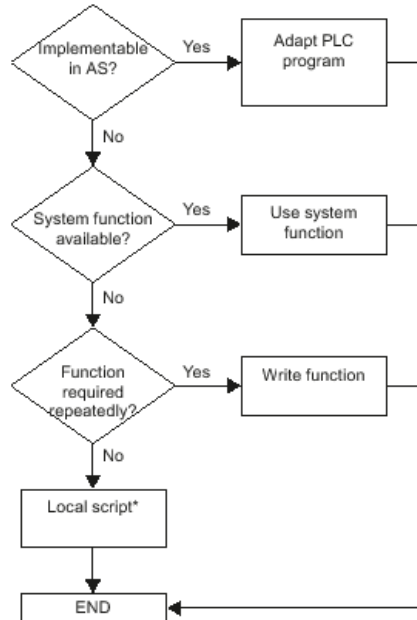 Implementable
in AS?
Yes
Adapt PLC
program
No
System function
available?
Yes
Use system
function
No
Function
required
repeatedly?
Yes
Write function
No
Local script*
END